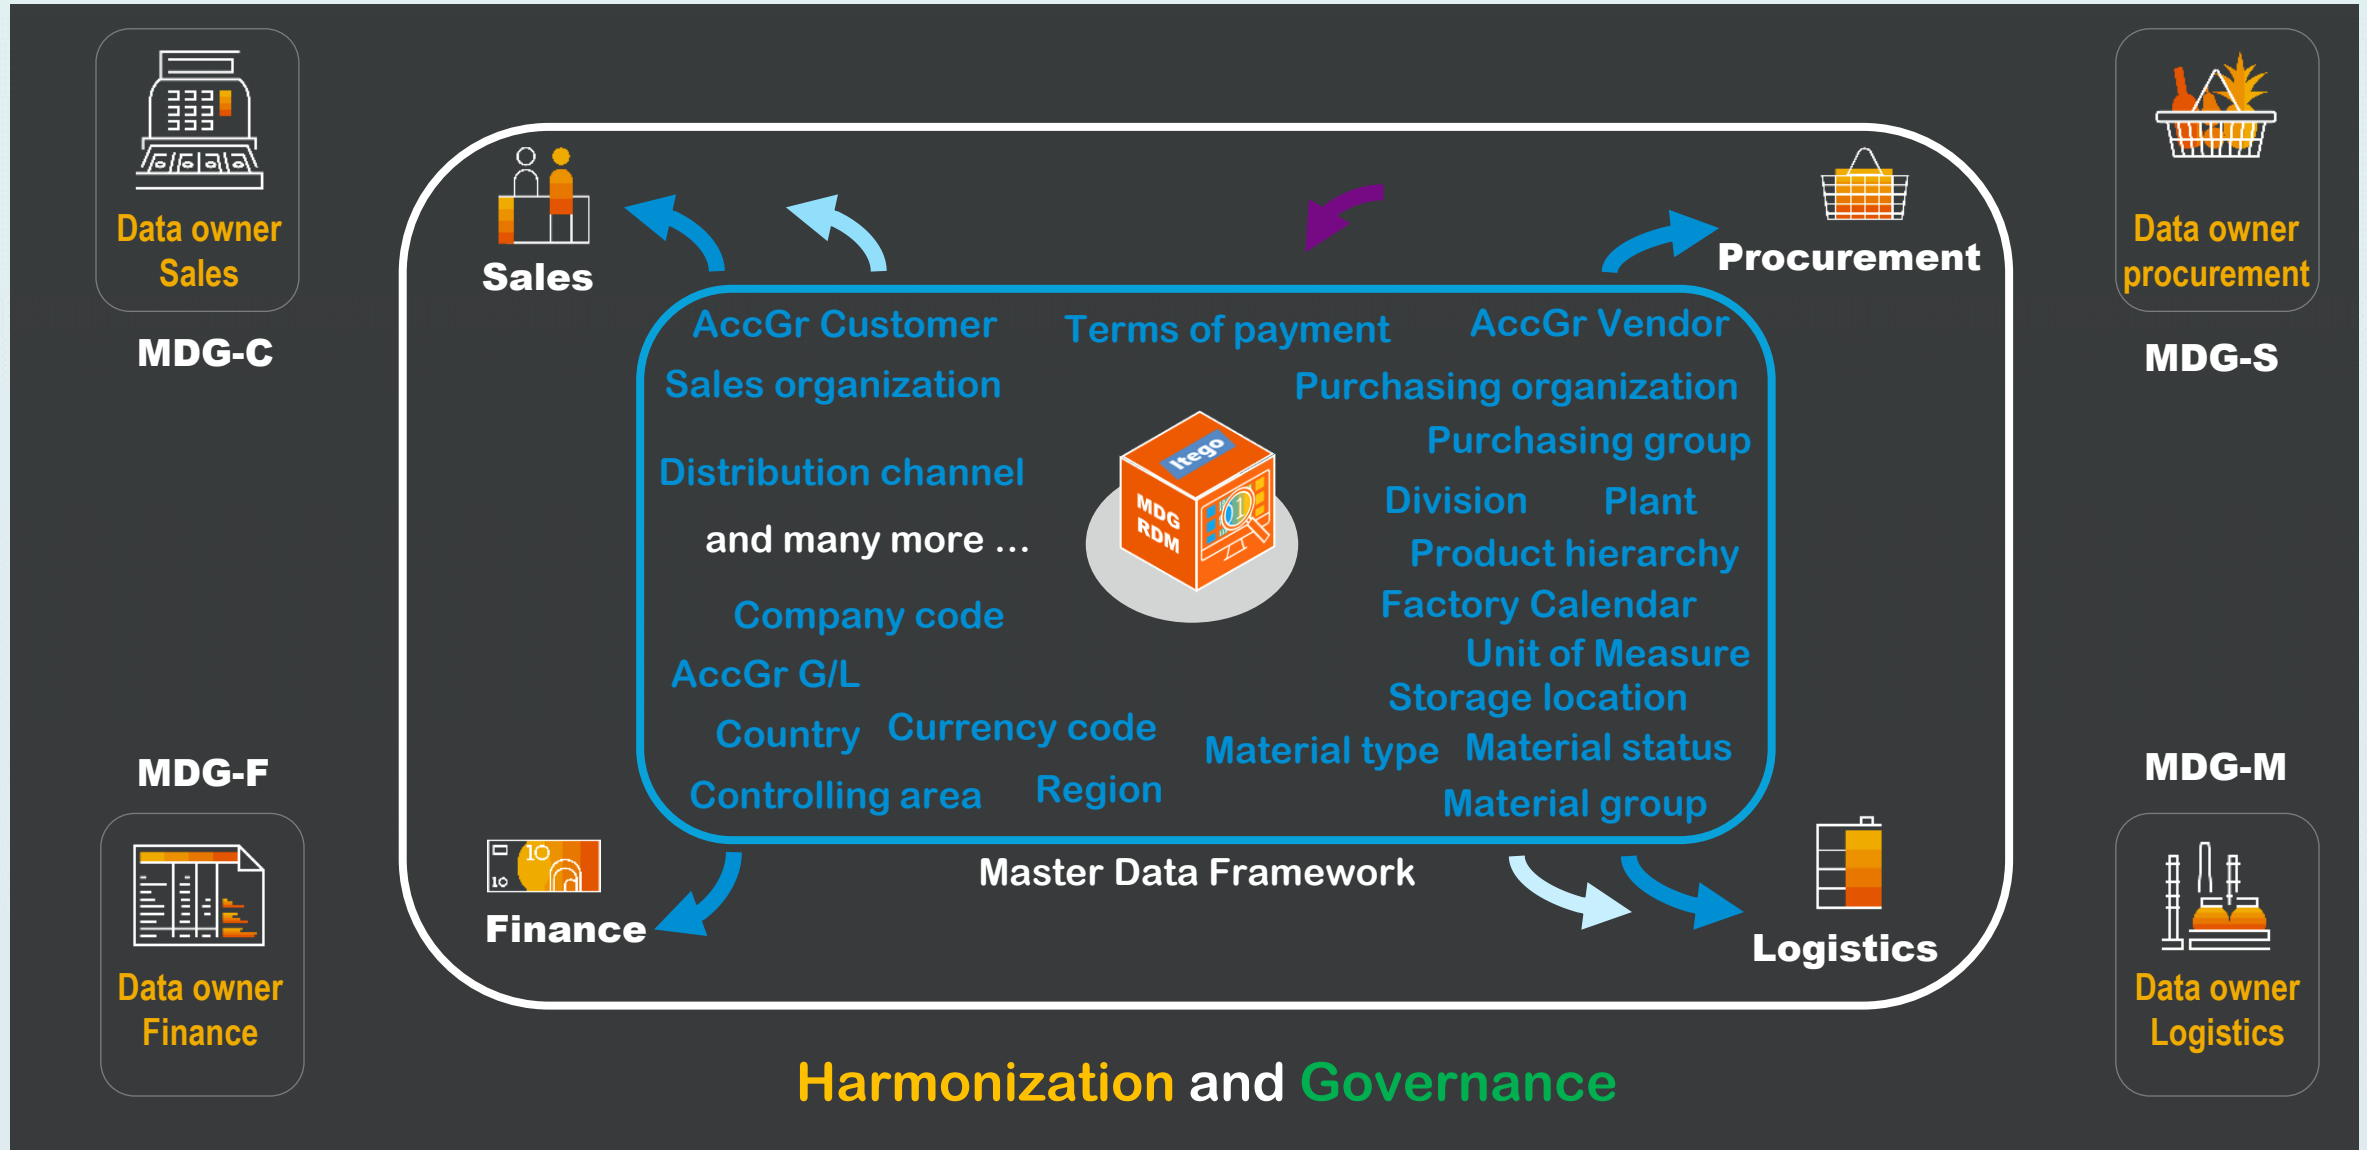 Data owner
Sales
MDG-C
Data owner
procurement
MDG-S
Sales
Procurement
AccGr Customer
Terms of payment
AccGr Vendor
Sales organization
Purchasing organization
Purchasing group
Distribution channel
Division
Plant
and many more ...
Product hierarchy
Itego
MDG
RDM
Company code
Factory Calendar
Unit of Measure
AccGr G/L
Storage location
Country
Currency code
Material type
Material status
Controlling area
Region
Material group
Master Data Framework
10
10
Finance
Logistics
MDG-F
Data owner
Finance
MDG-M
Data owner
Logistics
Harmonization and Governance